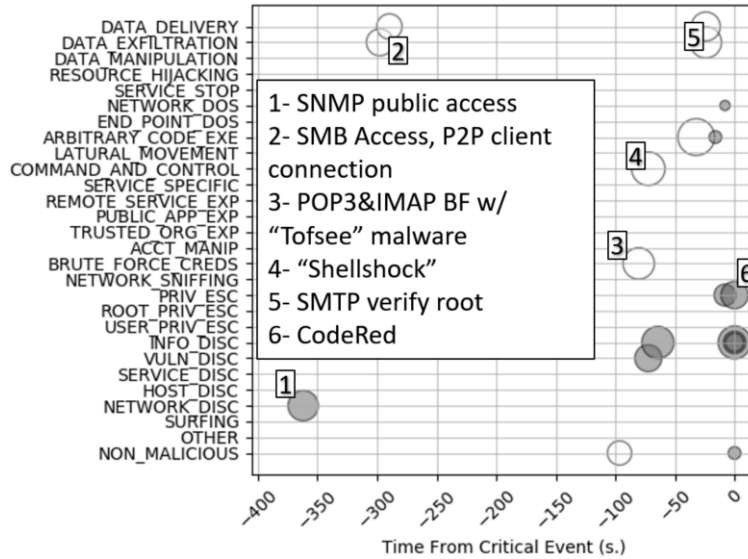 DATA_DELIVERY
DATA_EXFILTRATION
DATA_MANIPULATION
RESOURCE_HIJACKING
SERVICE_STOP
NETWORK_DOS
END_POINT_DOS
ARBITRARY_CODE_EXE
LATURAL_MOVEMENT
COMMAND_AND_CONTROL
SERVICE_SPECIFIC
REMOTE_SERVICE_EXP
PUBLIC_APP_EXP
TRUSTED_ORG_EXP
ACCT_MANIP
BRUTE_FORCE_CREDS
NETWORK_SNIFFING
PRIV_ESC
ROOT_PRIV_ESC
USER_PRIV_ESC
INFO_DISC
VULN_DISC
SERVICE_DISC
HOST_DISC
NETWORK_DISC
SURFING
OTHER
NON_MALICIOUS
2
5
4
3
6
1
1- SNMP public access
2- SMB Access, P2P client
connection
3- POP3&IMAP BF w/
“Tofsee” malware
4- “Shellshock”
5- SMTP verify root
6- CodeRed
−400
−350
−300
−250
−200
−150
−100
−50
0
Time From Critical Event (s.)